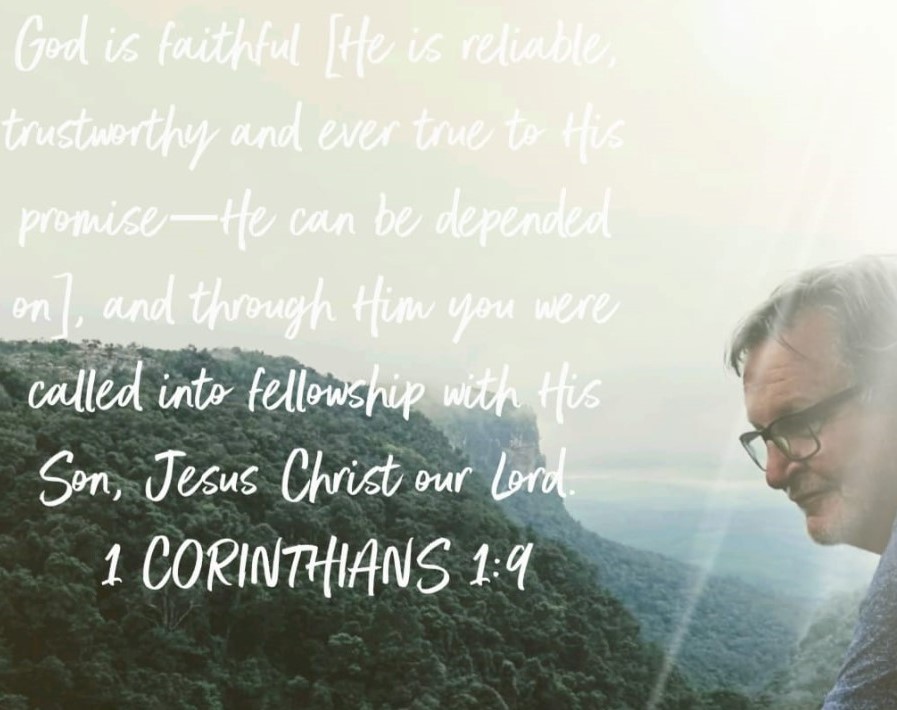 God is faithful [He is reliable,
trustworthy and ever true to His
promise—He can be depended
on], and through Him you were
called into fellowship with His
Son, Jesus Christ our Lord.
1 CORINTHIANS 1:9